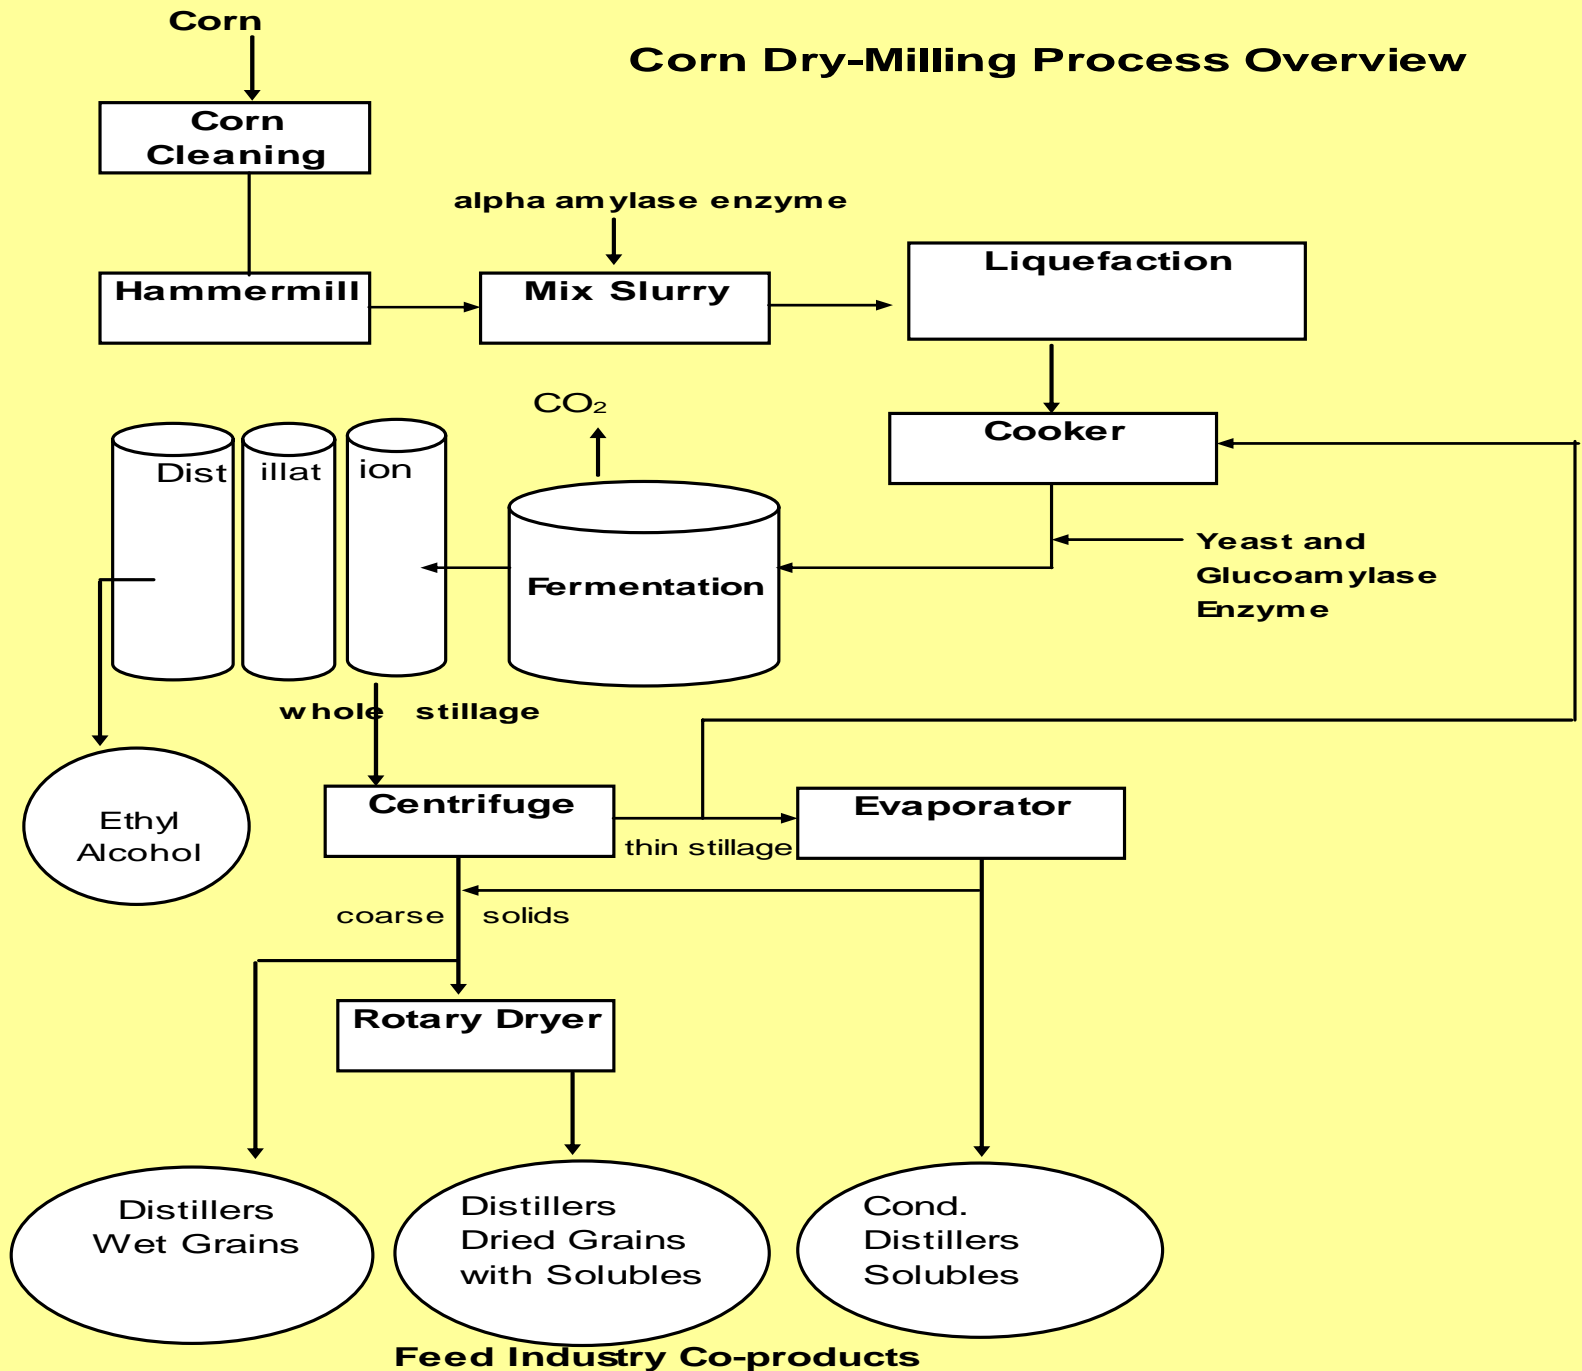 Corn
Corn Dry-Milling Process Overview
Corn
Cleaning
alpha amylase enzyme
Hammermill
Mix Slurry
Liquefaction
CO₂
Cooker
Dist illat ion
Fermentation
Yeast and
Glucoamylase
Enzyme
whole stillage
Centrifuge
Evaporator
thin stillage
Ethyl
Alcohol
coarse solids
Rotary Dryer
Distillers
Wet Grains
Distillers
Dried Grains
with Solubles
Cond.
Distillers
Solubles
Feed Industry Co-products